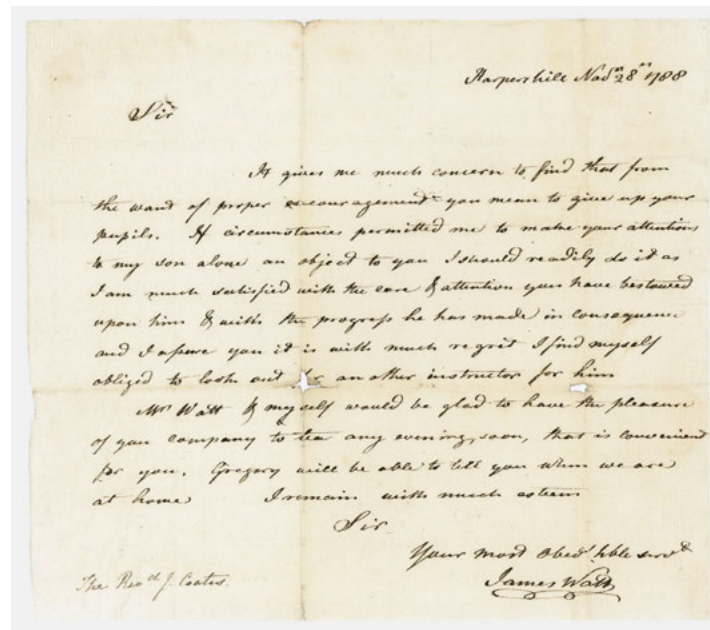 Harpershill Nov.r 28th 1788
Sir
It gives me much concern to find that from
the want of proper encouragement you mean to give up your
pupils. If circumstances permitted me to make your attentions
to my son alone an object to you I should readily do it as
I am much satisfied with the care & attention you have bestowed
upon him & with the progress he has made in consequence
and I assure you it is with much regret I find myself
obliged to look out for another instructor for him
Mrs Watt & myself would be glad to have the pleasure
of your company to tea any evening, soon, that is convenient
for you. Gregory will be able to tell you when we are
at home I remain with much esteem
Sir
Your most Obed.t hble serv.t
James Watt
The Rev.d J. Coates.